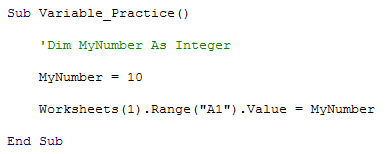 Sub Variable_Practice()
'Dim MyNumber As Integer
MyNumber = 10
Worksheets(1).Range("A1").Value = MyNumber
End Sub